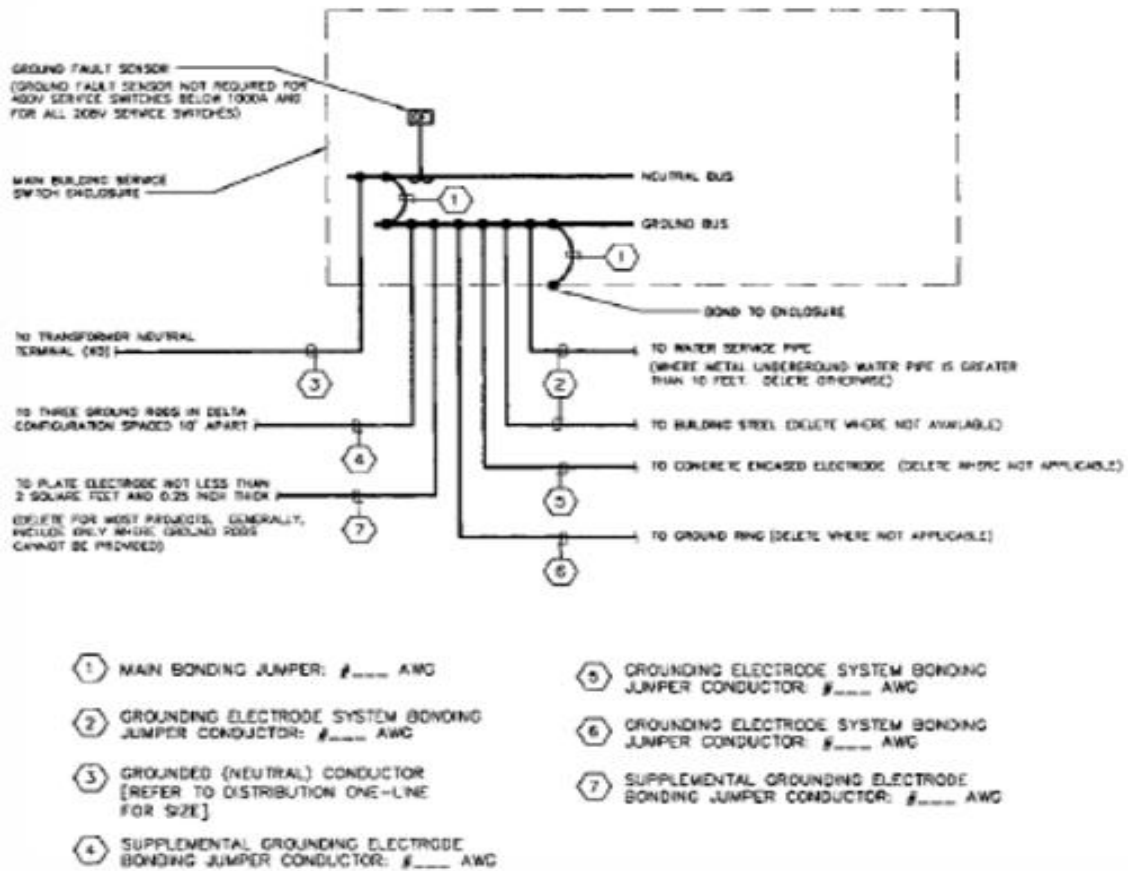 GROUND FAULT SENSOR
(GROUND FAULT SENSOR NOT REQUIRED FOR
480V SERVICE SWITCHES BELOW 1000A AND
FOR ALL 208V SERVICE SWITCHES)
GF
MAIN BUILDING SERVICE
SWITCH ENCLOSURE
NEUTRAL BUS
1
GROUND BUS
1
BOND TO ENCLOSURE
TO TRANSFORMER NEUTRAL
TERMINAL (X0)
3
TO WATER SERVICE PIPE
(WHERE METAL UNDERGROUND WATER PIPE IS GREATER
THAN 10 FEET. DELETE OTHERWISE)
2
TO THREE GROUND RODS IN DELTA
CONFIGURATION SPACED 10' APART
4
TO BUILDING STEEL (DELETE WHERE NOT AVAILABLE)
TO CONCRETE ENCASED ELECTRODE (DELETE WHERE NOT APPLICABLE)
5
TO PLATE ELECTRODE NOT LESS THAN
2 SQUARE FEET AND 0.25 INCH THICK
(DELETE FOR MOST PROJECTS. GENERALLY,
INCLUDE ONLY WHERE GROUND RODS
CANNOT BE PROVIDED)
7
TO GROUND RING (DELETE WHERE NOT APPLICABLE)
6
1 MAIN BONDING JUMPER: #___ AWG
2 GROUNDING ELECTRODE SYSTEM BONDING
JUMPER CONDUCTOR: #___ AWG
3 GROUNDED (NEUTRAL) CONDUCTOR
[REFER TO DISTRIBUTION ONE-LINE
FOR SIZE]
4 SUPPLEMENTAL GROUNDING ELECTRODE
BONDING JUMPER CONDUCTOR: #___ AWG
5 GROUNDING ELECTRODE SYSTEM BONDING
JUMPER CONDUCTOR: #___ AWG
6 GROUNDING ELECTRODE SYSTEM BONDING
JUMPER CONDUCTOR: #___ AWG
7 SUPPLEMENTAL GROUNDING ELECTRODE
BONDING JUMPER CONDUCTOR: #___ AWG